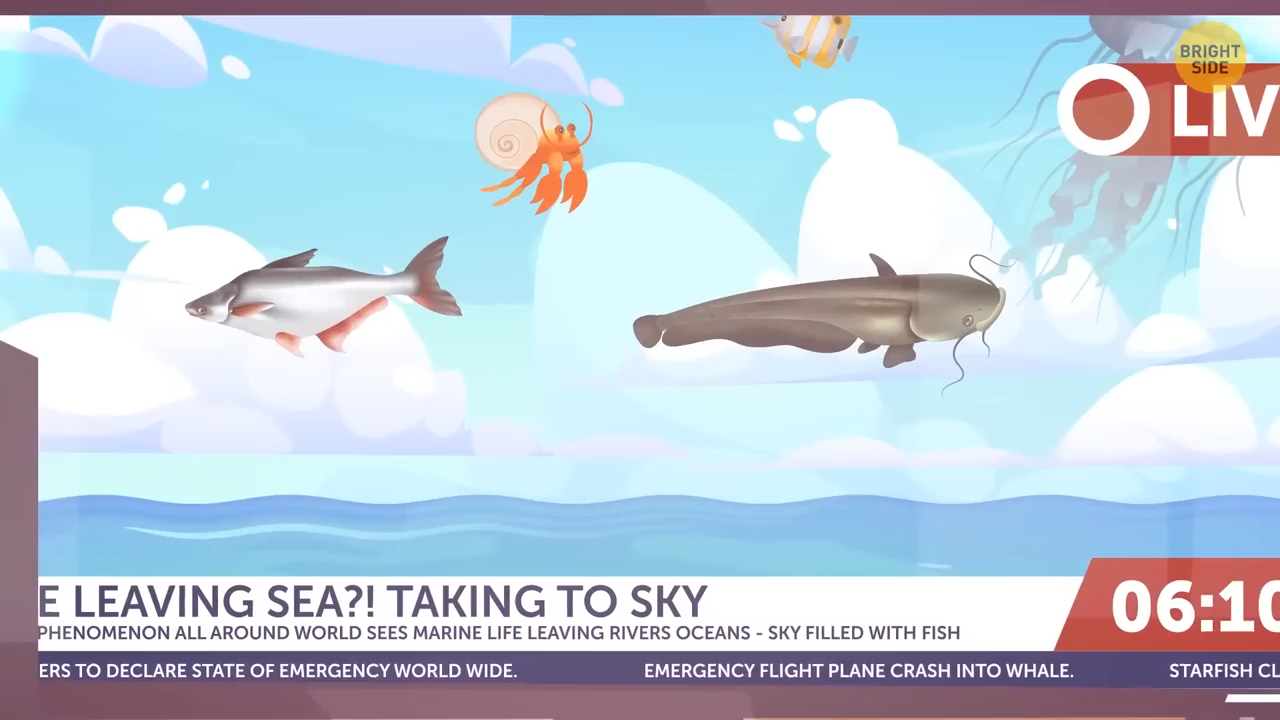 BRIGHT
SIDE
LIV
E LEAVING SEA?! TAKING TO SKY
PHENOMENON ALL AROUND WORLD SEES MARINE LIFE LEAVING RIVERS OCEANS - SKY FILLED WITH FISH
06:10
ERS TO DECLARE STATE OF EMERGENCY WORLD WIDE. EMERGENCY FLIGHT PLANE CRASH INTO WHALE. STARFISH CL